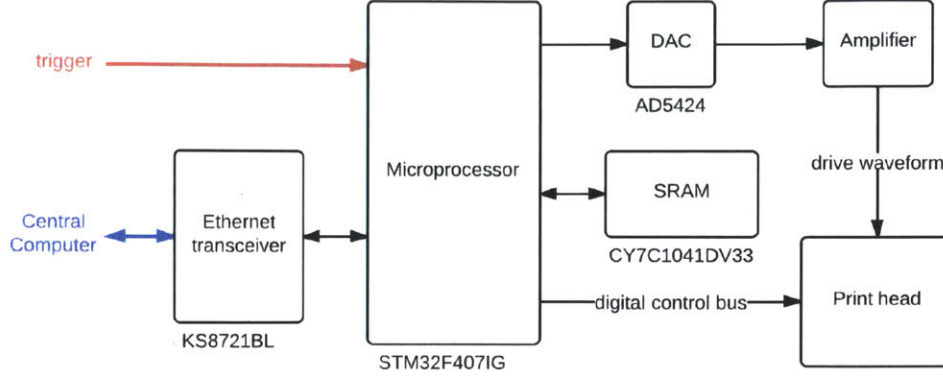 trigger
Central
Computer
Ethernet
transceiver
KS8721BL
Microprocessor
STM32F407IG
DAC
AD5424
Amplifier
drive waveform
SRAM
CY7C1041DV33
digital control bus
Print head